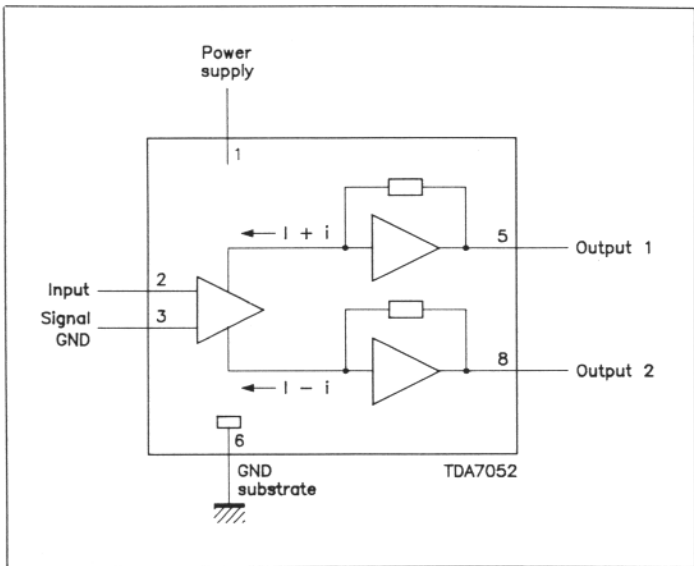 Power
supply
1
I + i
5
Output 1
Input
2
Signal
GND
3
8
Output 2
I − i
6
GND
substrate
TDA7052